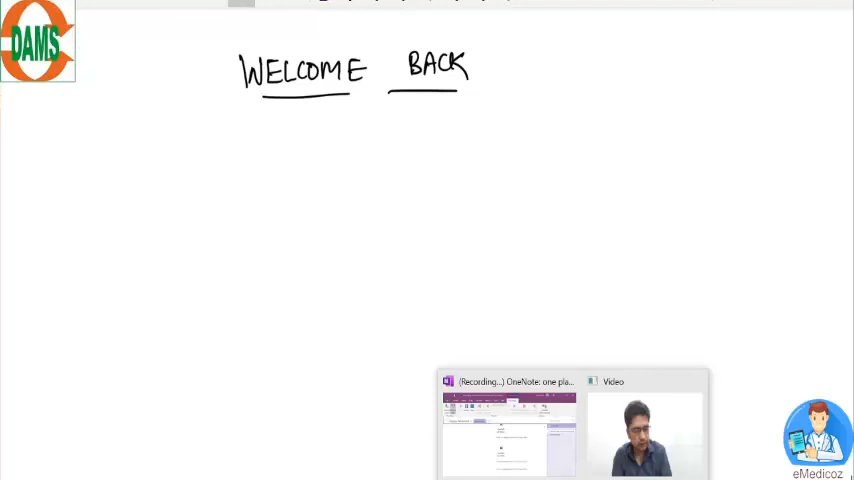 DAMS
WELCOME BACK
(Recording...) OneNote: one pla...
Video
eMedicoz